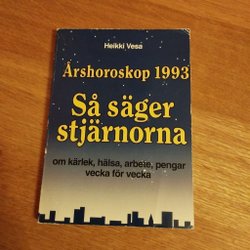 Heikki Vesa
Årshoroskop 1993
Så säger
stjärnorna
om kärlek, hälsa, arbete, pengar
vecka för vecka